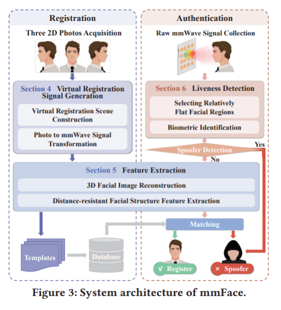 Registration
Authentication
Three 2D Photos Acquisition
Raw mmWave Signal Collection
Section 4 Virtual Registration
Signal Generation
Virtual Registration Scene
Construction
Photo to mmWave Signal
Transformation
Section 6 Liveness Detection
Selecting Relatively
Flat Facial Regions
Biometric Identification
Spoofer Detection
Yes
No
Section 5 Feature Extraction
3D Facial Image Reconstruction
Distance-resistant Facial Structure Feature Extraction
Matching
Templates
Database
Register
Spoofer
Figure 3: System architecture of mmFace.